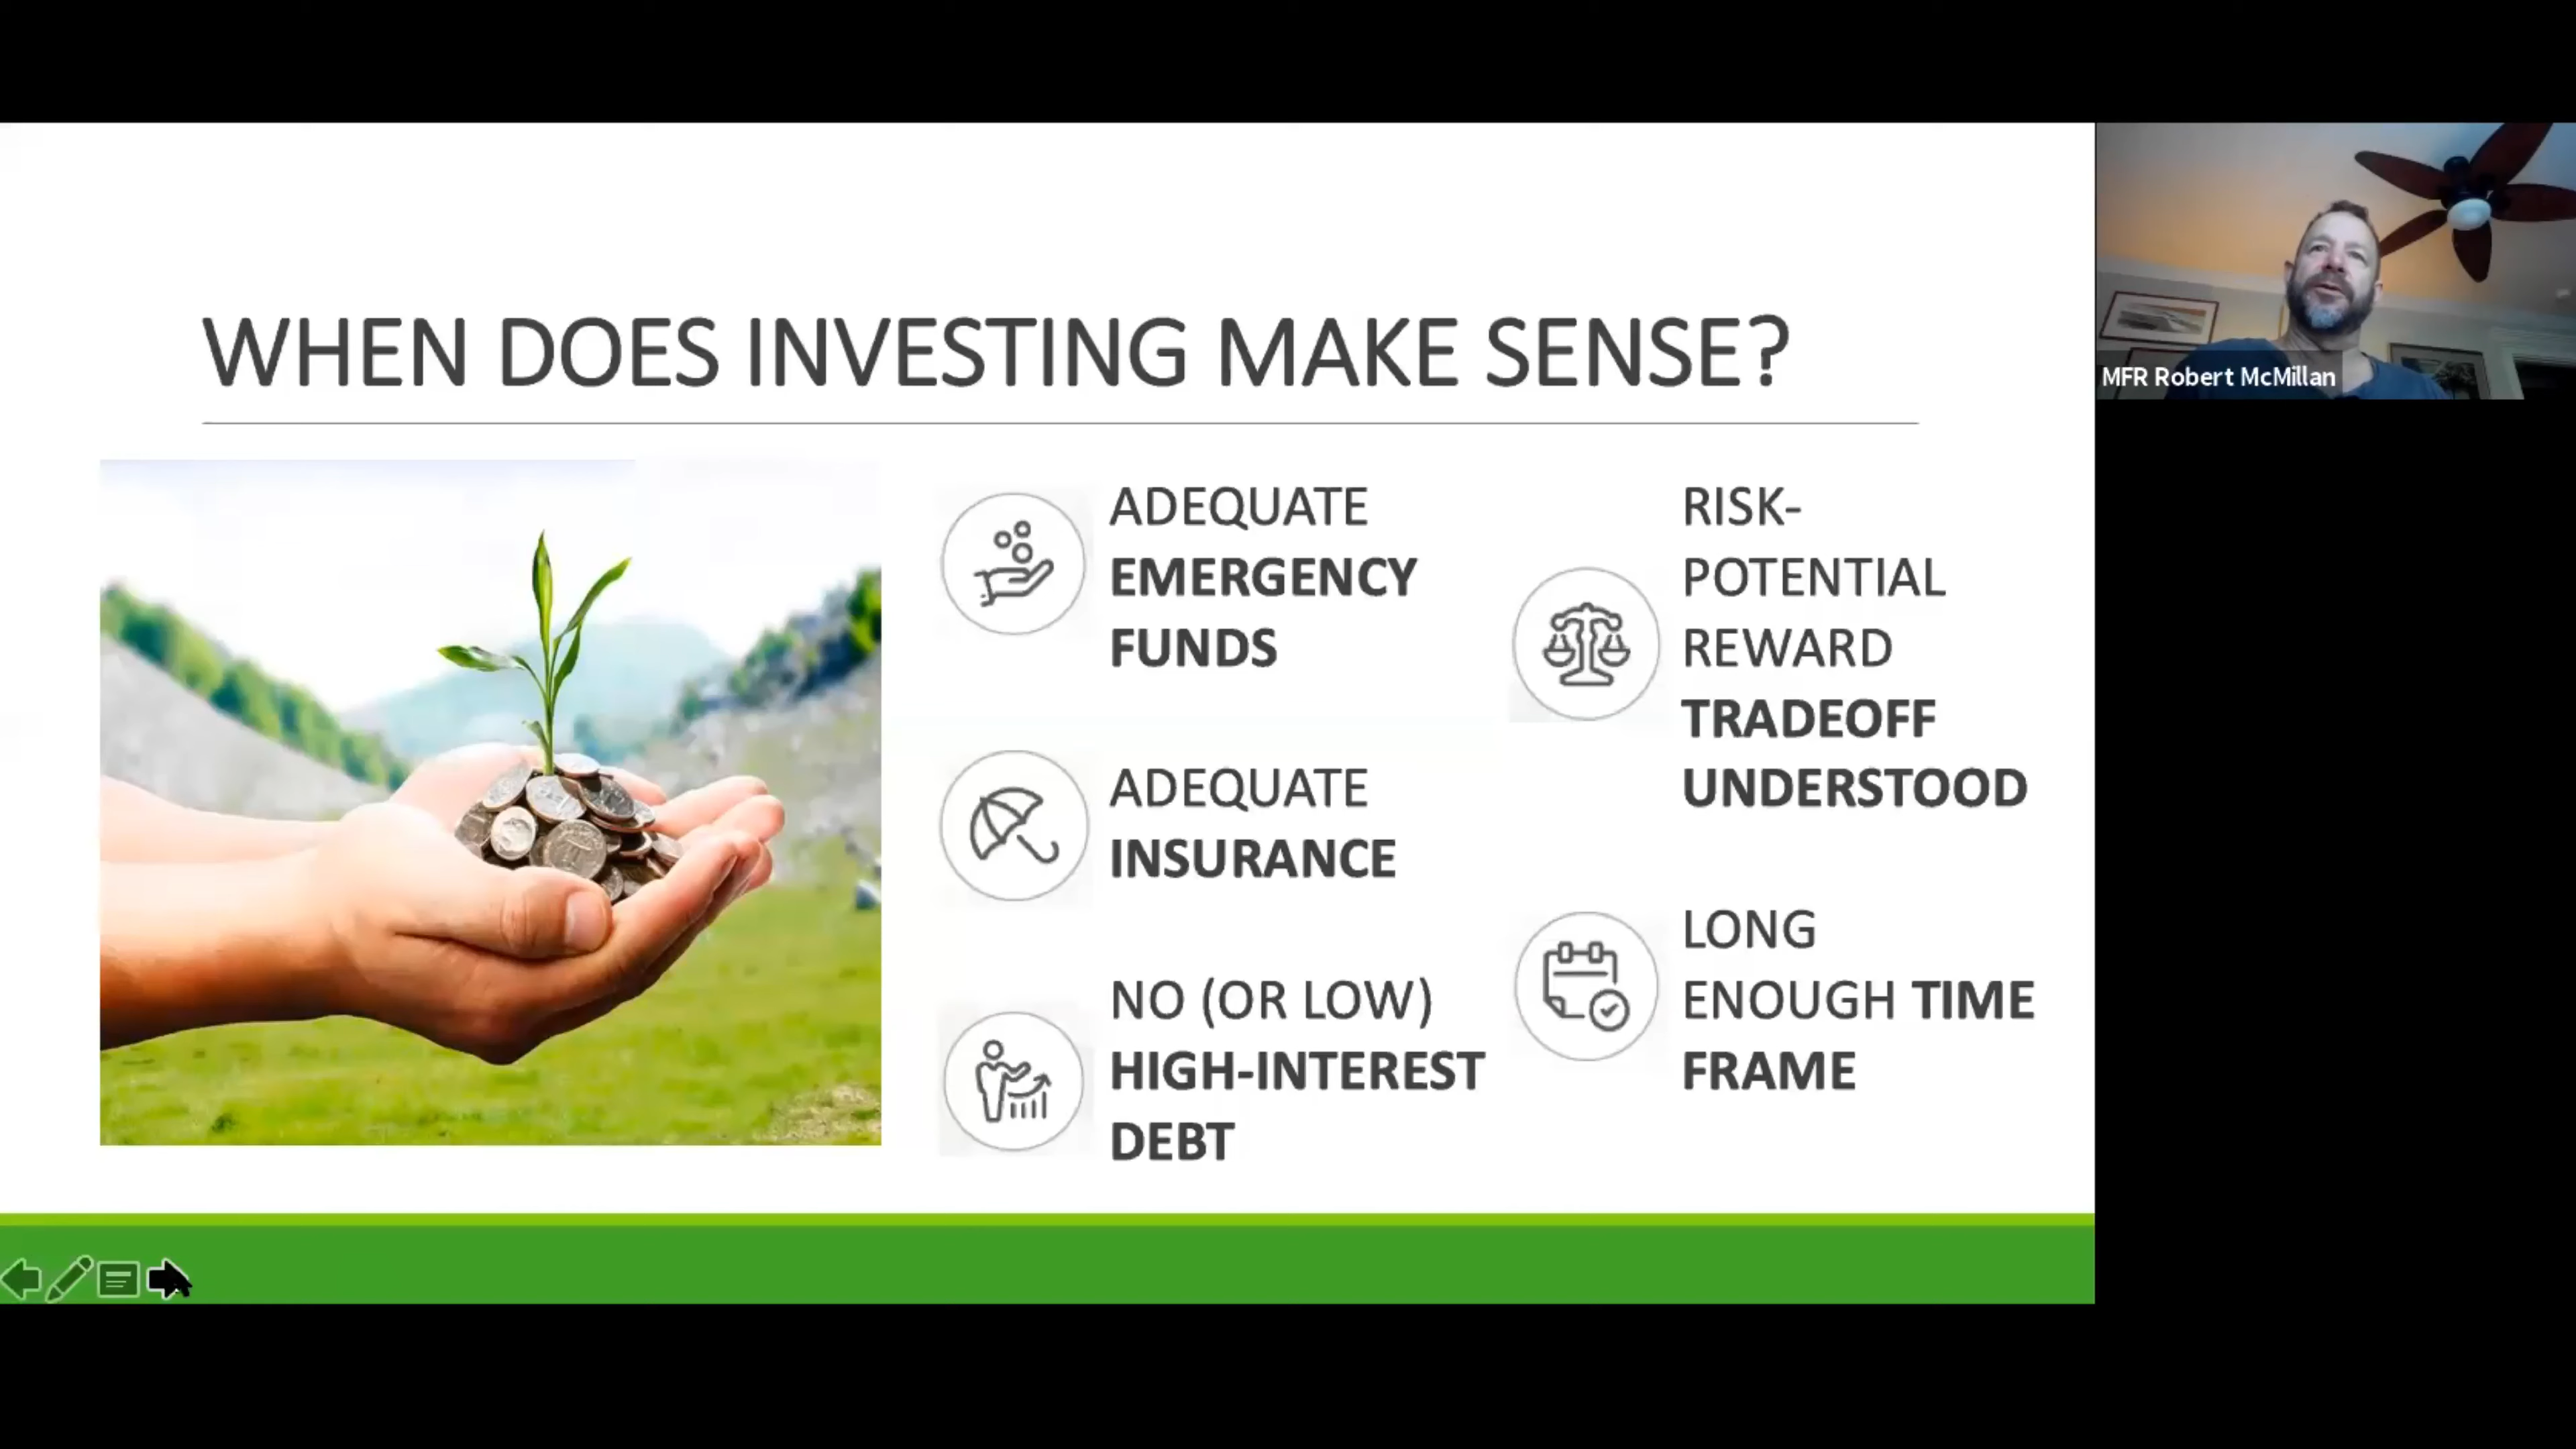 WHEN DOES INVESTING MAKE SENSE?
ADEQUATE
EMERGENCY
FUNDS
ADEQUATE
INSURANCE
NO (OR LOW)
HIGH-INTEREST
DEBT
RISK-
POTENTIAL
REWARD
TRADEOFF
UNDERSTOOD
LONG
ENOUGH TIME
FRAME
MFR Robert McMillan